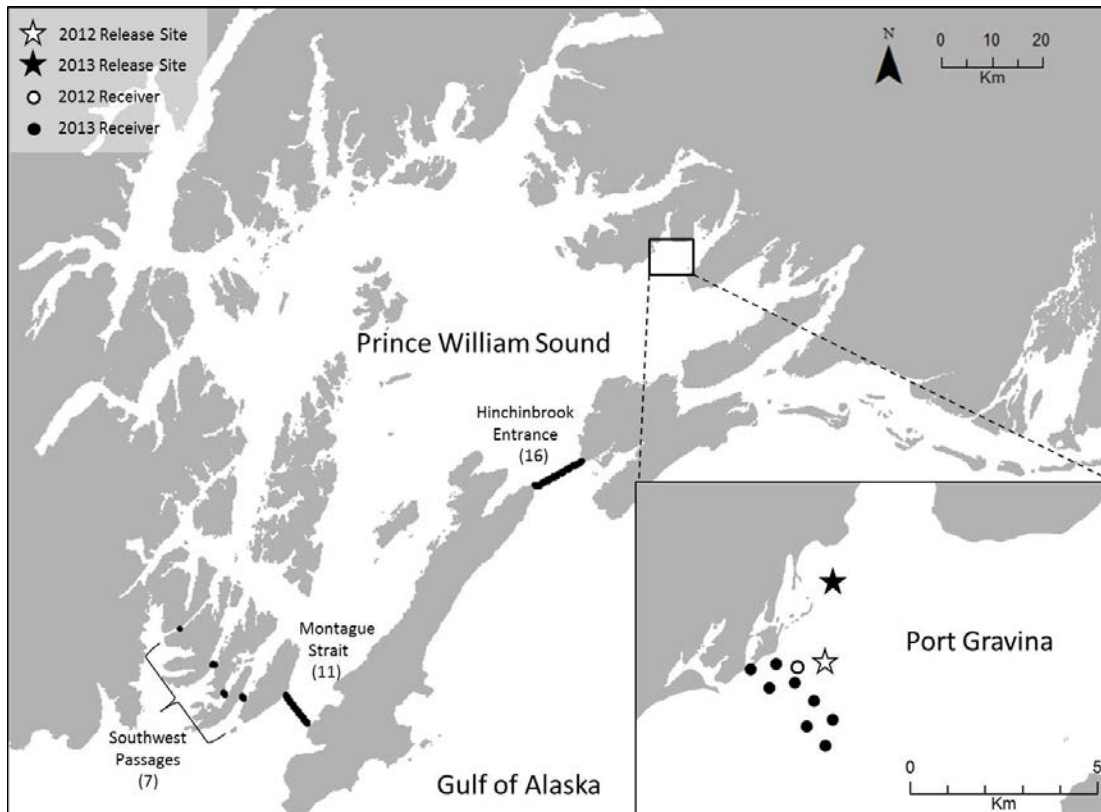 2012 Release Site
2013 Release Site
2012 Receiver
2013 Receiver
N
0 10 20
Km
Prince William Sound
Hinchinbrook
Entrance
(16)
Montague
Strait
(11)
Southwest
Passages
(7)
Gulf of Alaska
Port Gravina
0 5
Km